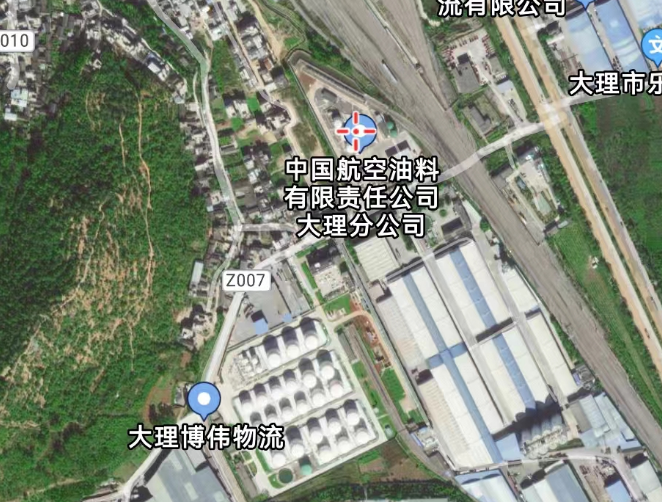 流有限公司
010
文
大理市乐
中国航空油料
有限责任公司
大理分公司
Z007
大理博伟物流